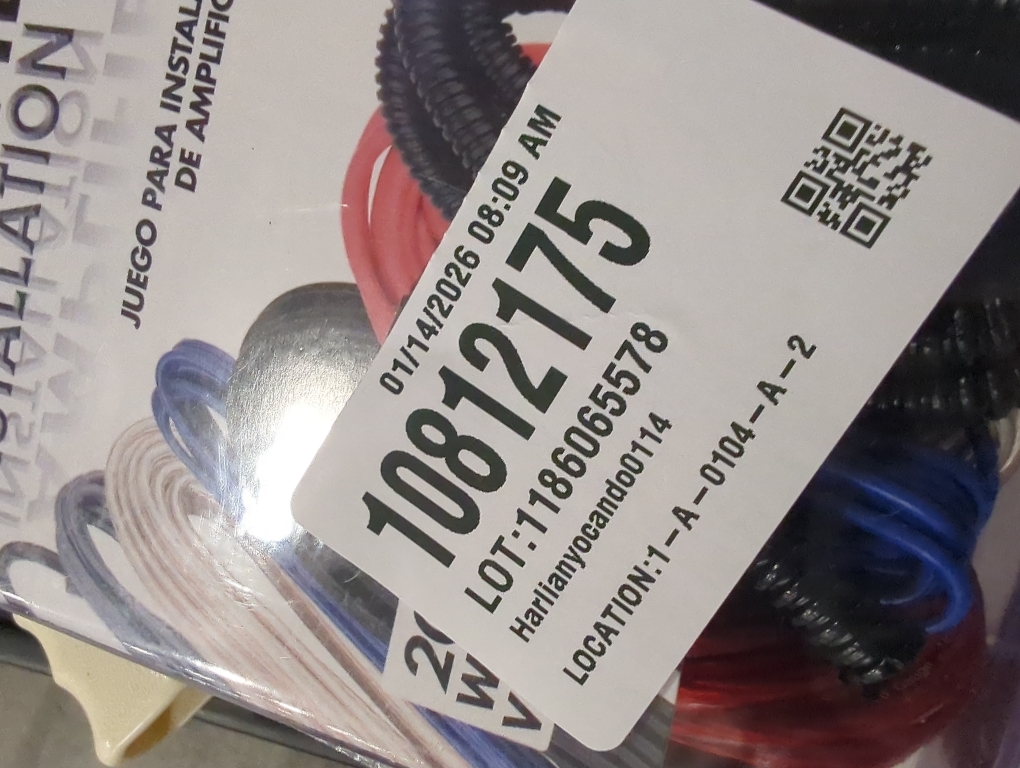 INSTALLATION
JUEGO PARA INSTAL
DE AMPLIFIC
01/14/2026 08:09 AM
10812175
LOT:1186065578
Harlianyocando0114
LOCATION:1-A-0104-A-2